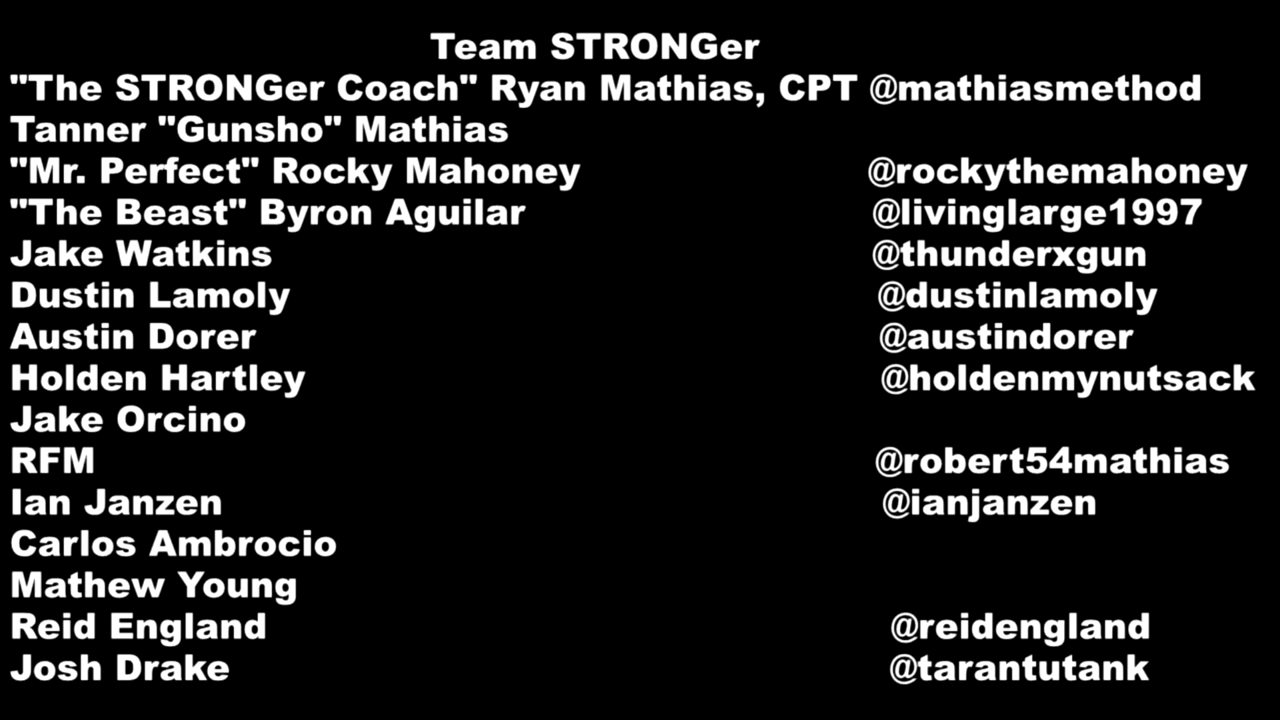 Team STRONGer
"The STRONGer Coach" Ryan Mathias, CPT @mathiasmethod
Tanner "Gunsho" Mathias
"Mr. Perfect" Rocky Mahoney @rockythemahoney
"The Beast" Byron Aguilar @livinglarge1997
Jake Watkins @thunderxgun
Dustin Lamoly @dustinlamoly
Austin Dorer @austindorer
Holden Hartley @holdenmynutsack
Jake Orcino
RFM @robert54mathias
Ian Janzen @ianjanzen
Carlos Ambrocio
Mathew Young
Reid England @reidengland
Josh Drake @tarantutank